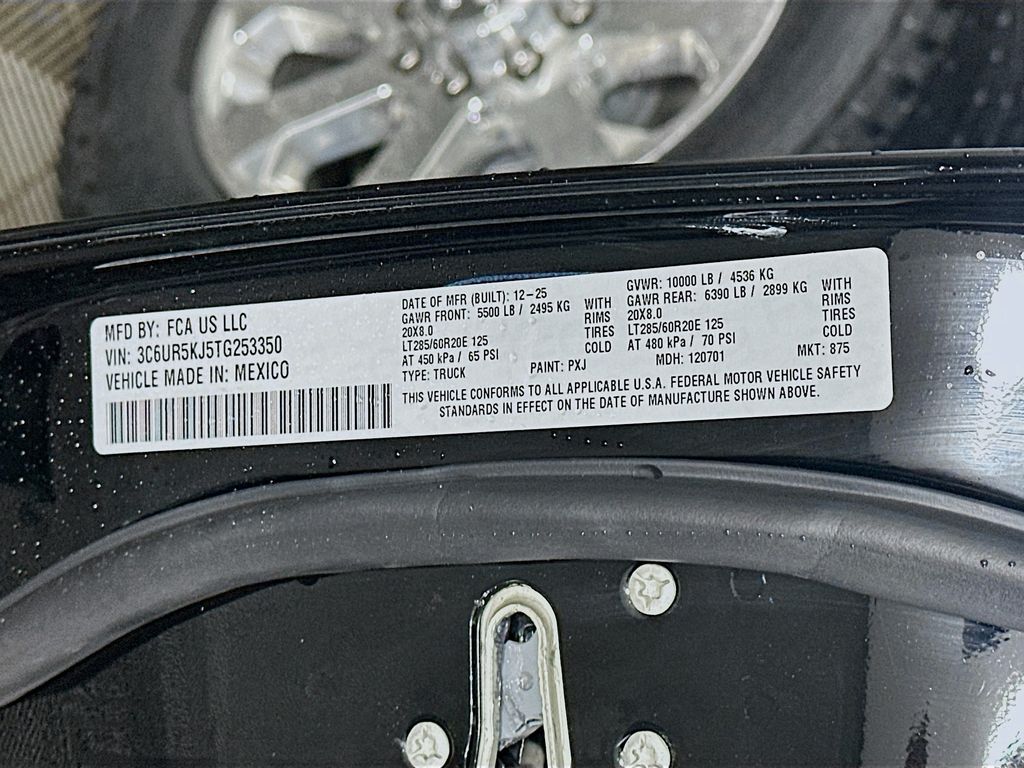 MFD BY: FCA US LLC
VIN: 3C6UR5KJ5TG253350
VEHICLE MADE IN: MEXICO
DATE OF MFR (BUILT): 12-25
GAWR FRONT: 5500 LB / 2495 KG
20X8.0
LT285/60R20E 125
AT 450 kPa / 65 PSI
WITH
RIMS
TIRES
COLD
TYPE: TRUCK
PAINT: PXJ
GVWR: 10000 LB / 4536 KG
GAWR REAR: 6390 LB / 2899 KG
20X8.0
LT285/60R20E 125
AT 480 kPa / 70 PSI
WITH
RIMS
TIRES
COLD
MDH: 120701
MKT: 875
THIS VEHICLE CONFORMS TO ALL APPLICABLE U.S.A. FEDERAL MOTOR VEHICLE SAFETY
STANDARDS IN EFFECT ON THE DATE OF MANUFACTURE SHOWN ABOVE.